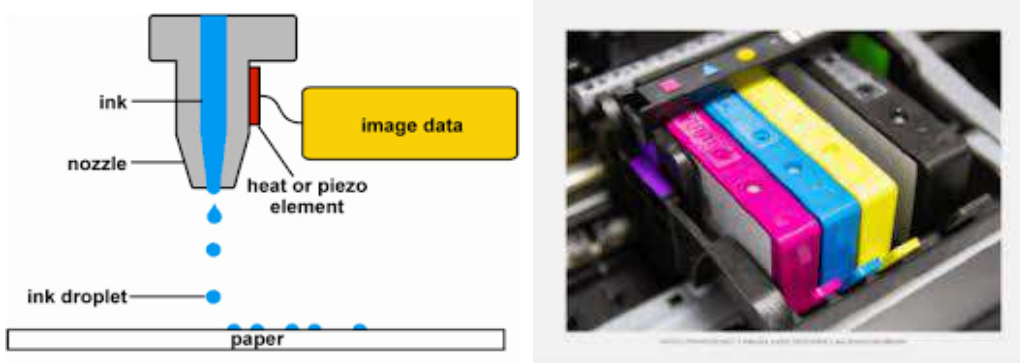 ink
image data
nozzle
heat or piezo
element
ink droplet
paper